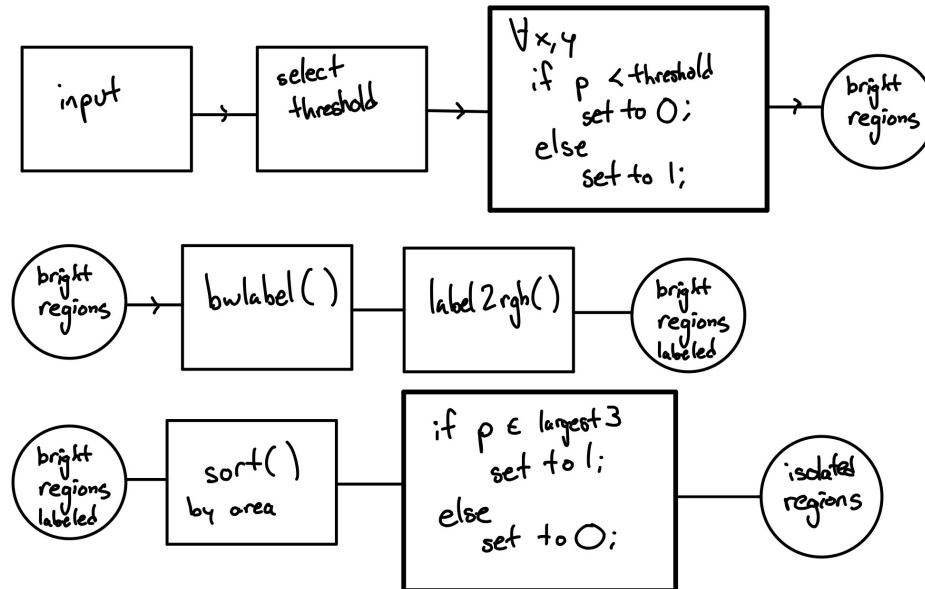 input
select
threshold
∀x,y
if p < threshold
set to 0;
else
set to 1;
bright
regions
bright
regions
bwlabel()
label2rgb()
bright
regions
labeled
bright
regions
labeled
sort()
by area
if p ∈ largest 3
set to 1;
else
set to 0;
isolated
regions